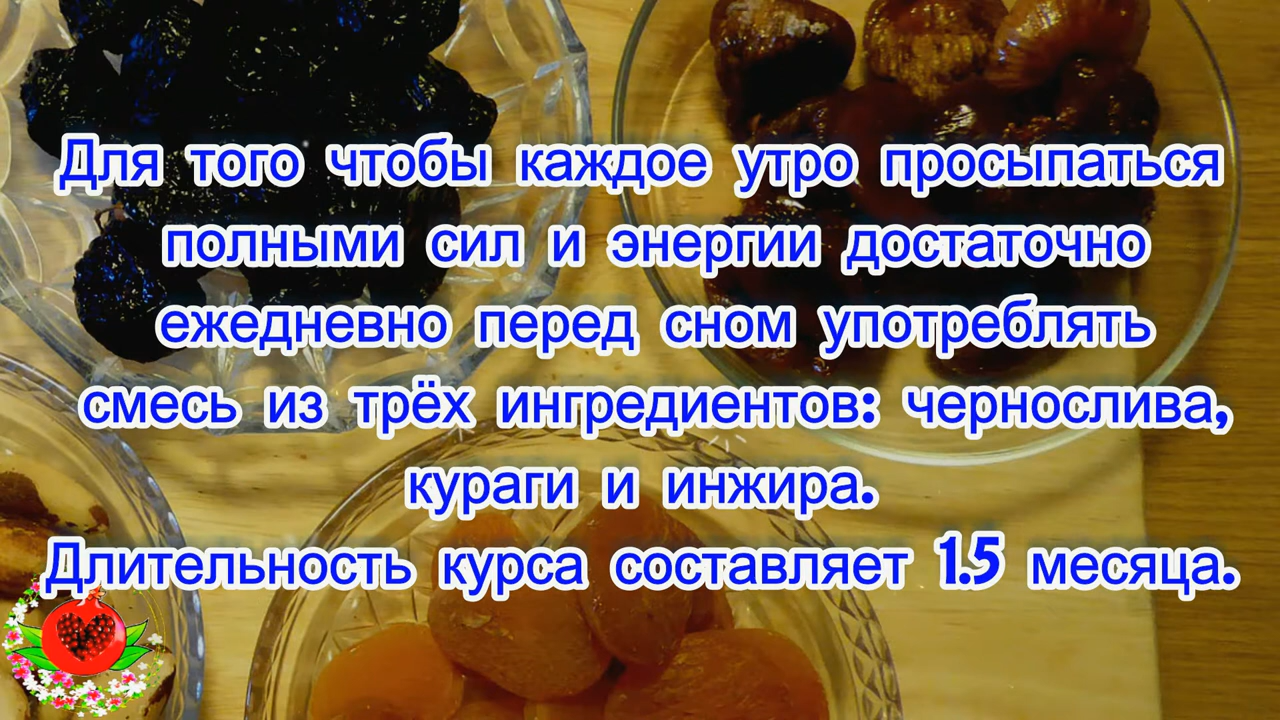 Для того чтобы каждое утро просыпаться
полными сил и энергии достаточно
ежедневно перед сном употреблять
смесь из трёх ингредиентов: чернослива,
кураги и инжира.
Длительность курса составляет 1.5 месяца.